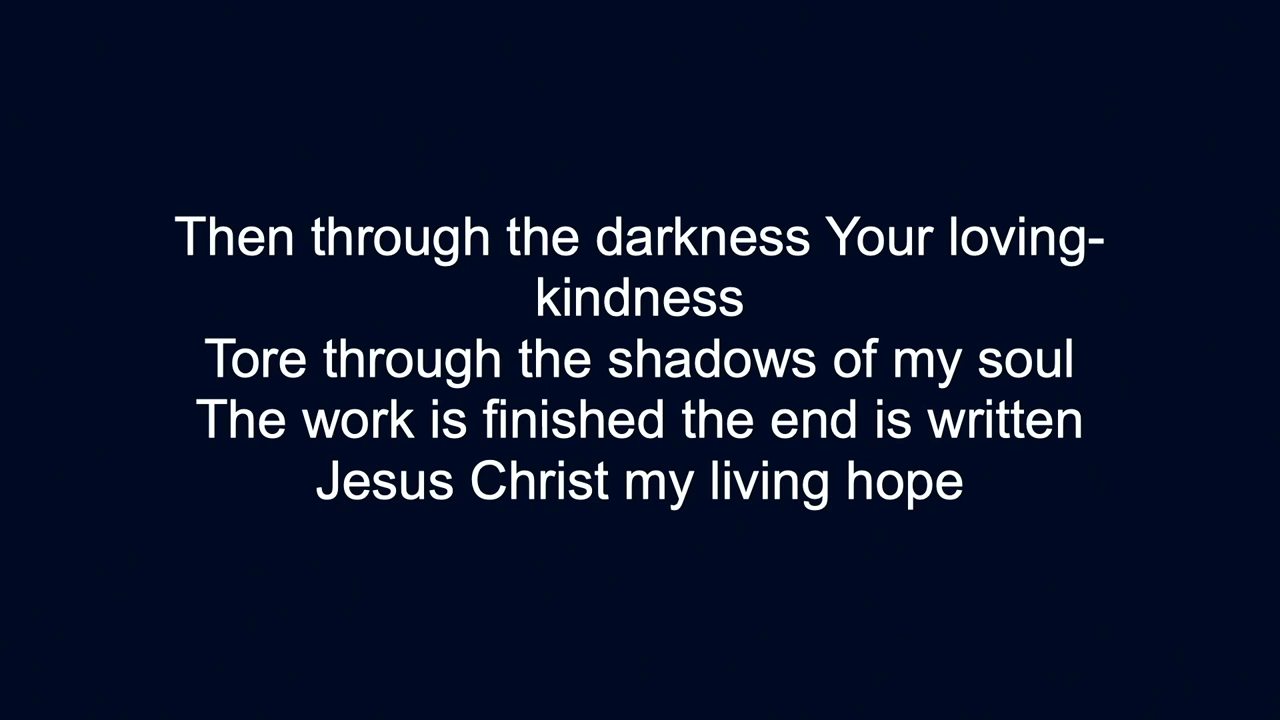 Then through the darkness Your loving-
kindness
Tore through the shadows of my soul
The work is finished the end is written
Jesus Christ my living hope